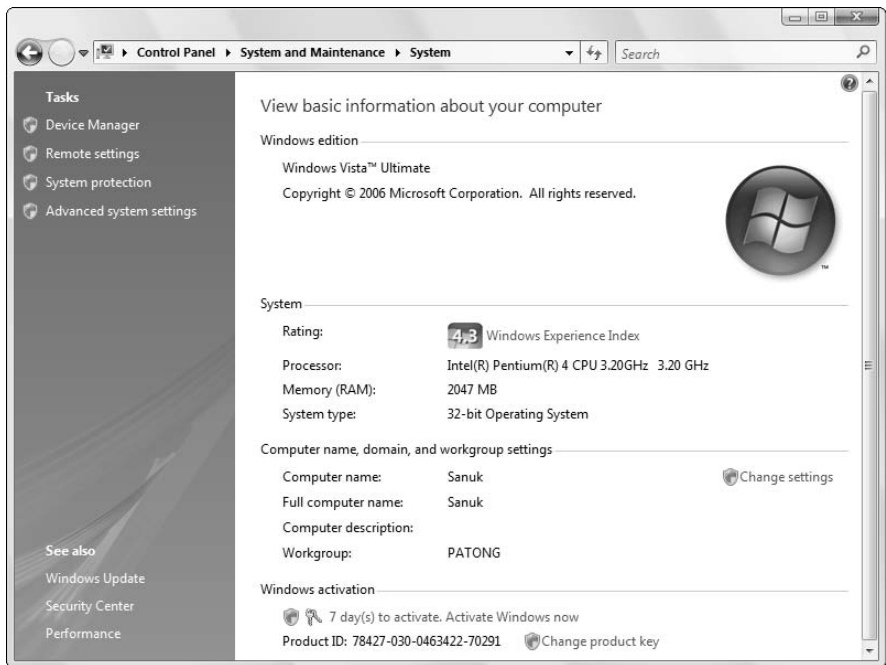 Control Panel ▸ System and Maintenance ▸ System
Search
Tasks
Device Manager
Remote settings
System protection
Advanced system settings
See also
Windows Update
Security Center
Performance
View basic information about your computer
Windows edition
Windows Vista™ Ultimate
Copyright © 2006 Microsoft Corporation. All rights reserved.
TM
System
Rating: 4.3 Windows Experience Index
Processor: Intel(R) Pentium(R) 4 CPU 3.20GHz 3.20 GHz
Memory (RAM): 2047 MB
System type: 32-bit Operating System
Computer name, domain, and workgroup settings
Computer name: Sanuk Change settings
Full computer name: Sanuk
Computer description:
Workgroup: PATONG
Windows activation
7 day(s) to activate. Activate Windows now
Product ID: 78427-030-0463422-70291 Change product key